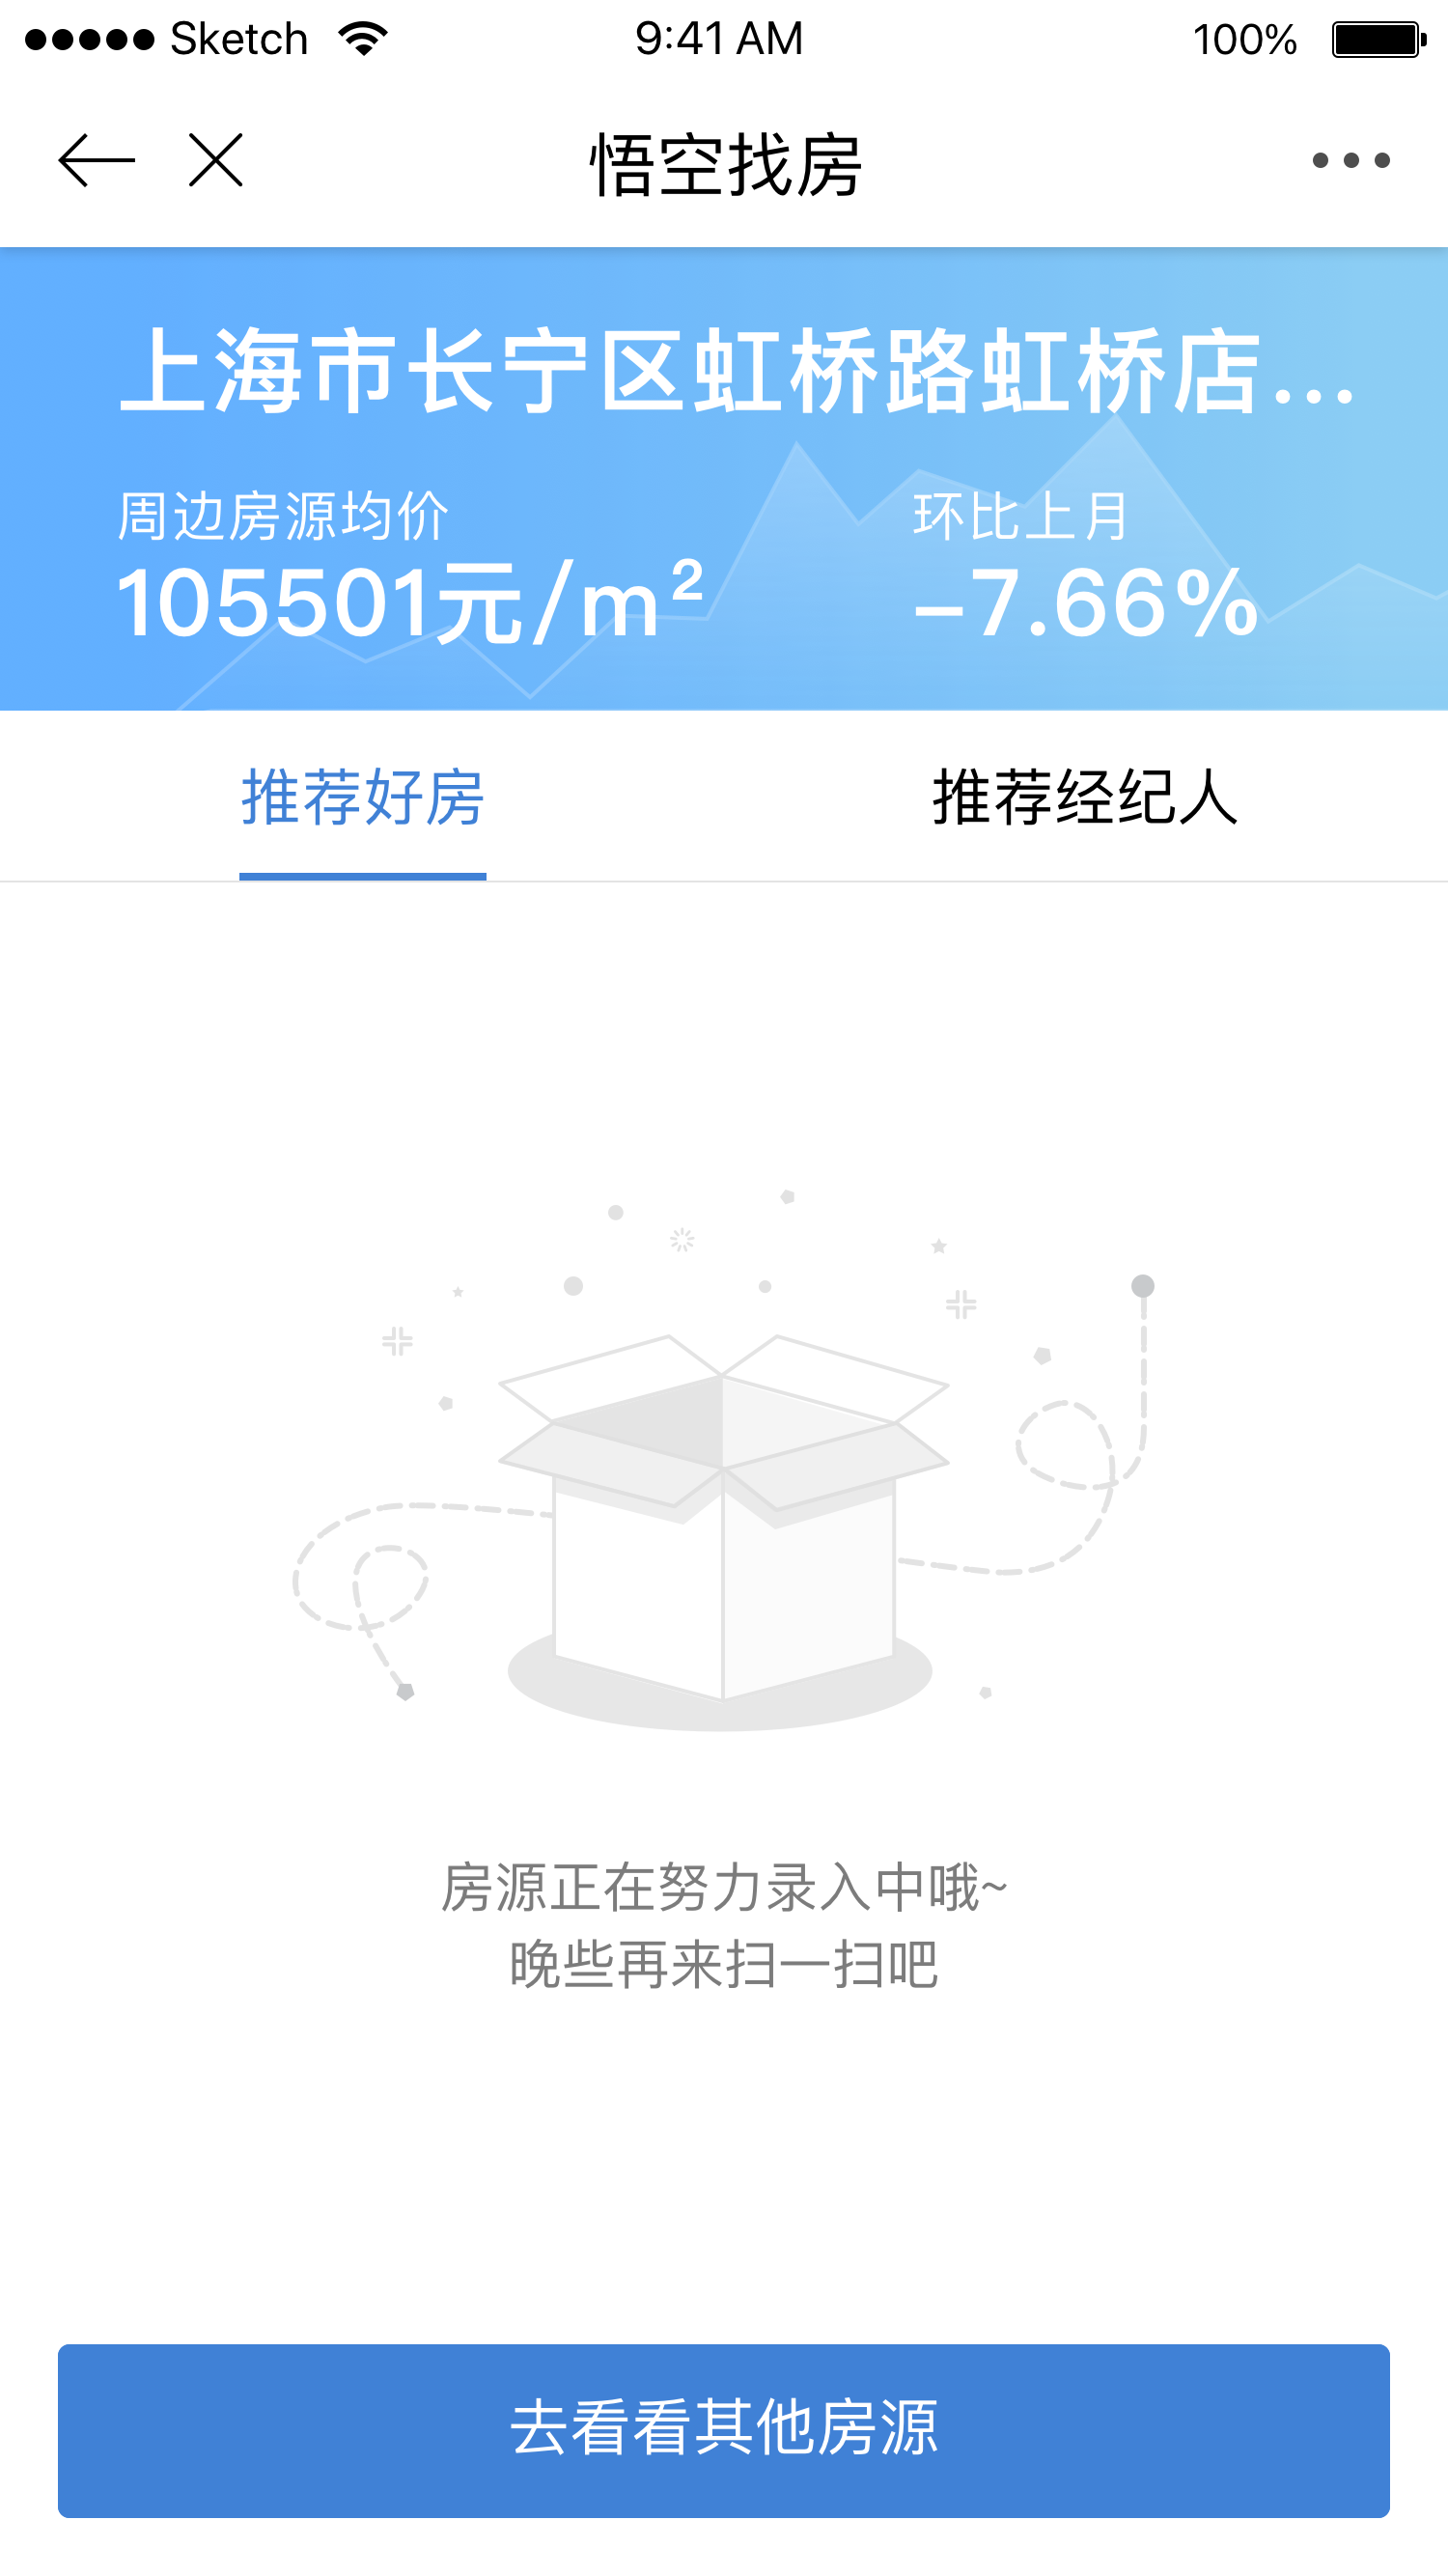 ●●●●● Sketch 9:41 AM 100%
悟空找房
上海市长宁区虹桥路虹桥店...
周边房源均价 环比上月
105501元/m² -7.66%
推荐好房 推荐经纪人
房源正在努力录入中哦~
晚些再来扫一扫吧
去看看其他房源